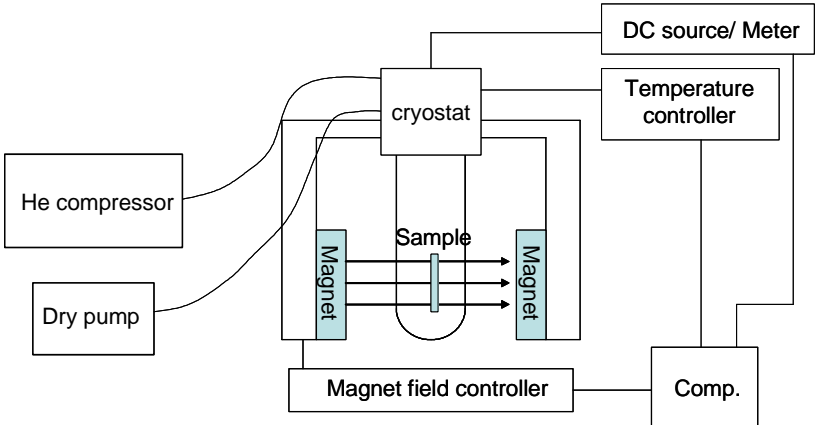 DC source/ Meter
Temperature
controller
cryostat
He compressor
Sample
Magnet
Magnet
Dry pump
Magnet field controller
Comp.